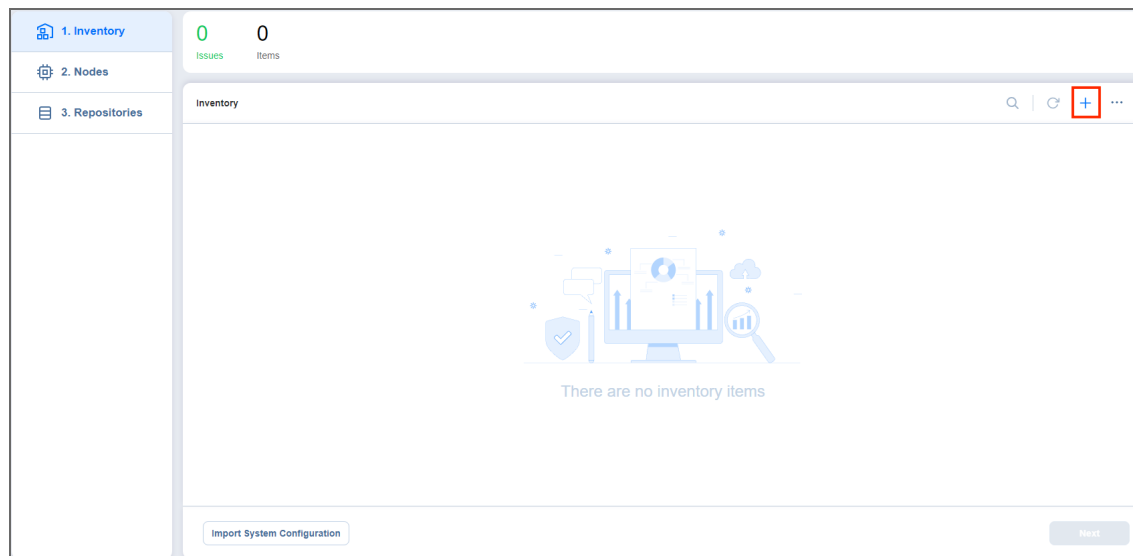 1. Inventory
2. Nodes
3. Repositories
0 0
Issues Items
Inventory
There are no inventory items
Import System Configuration
Next